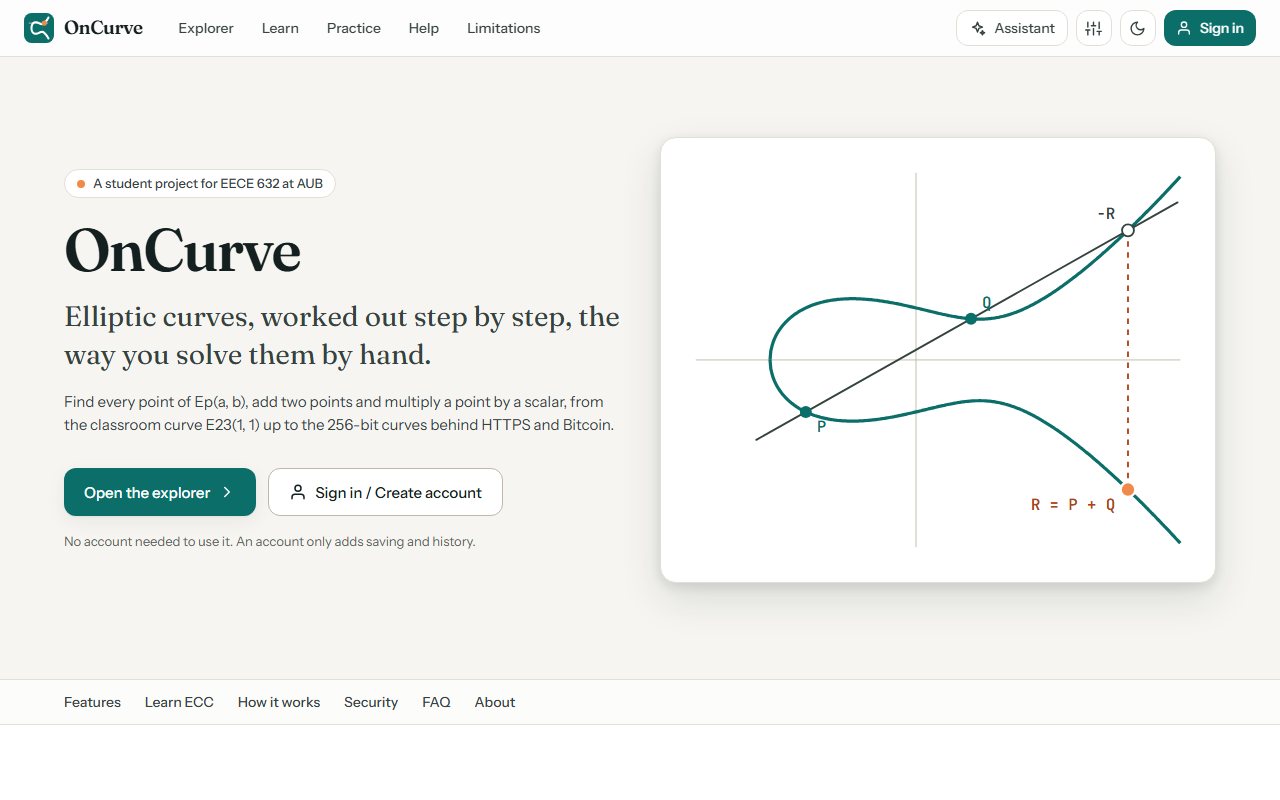 OnCurve
Explorer
Learn
Practice
Help
Limitations
Assistant
Sign in
A student project for EECE 632 at AUB
OnCurve
Elliptic curves, worked out step by step, the
way you solve them by hand.
Find every point of Ep(a, b), add two points and multiply a point by a scalar, from
the classroom curve E23(1, 1) up to the 256-bit curves behind HTTPS and Bitcoin.
Open the explorer
Sign in / Create account
No account needed to use it. An account only adds saving and history.
-R
Q
P
R = P + Q
Features
Learn ECC
How it works
Security
FAQ
About